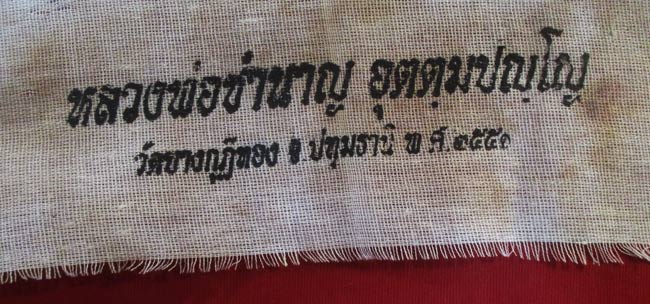 หลวงพ่อชำนาญ อุตตมปญฺโญ
วัดบางกุฎีทอง จ.ปทุมธานี พ.ศ.๒๕๕๑